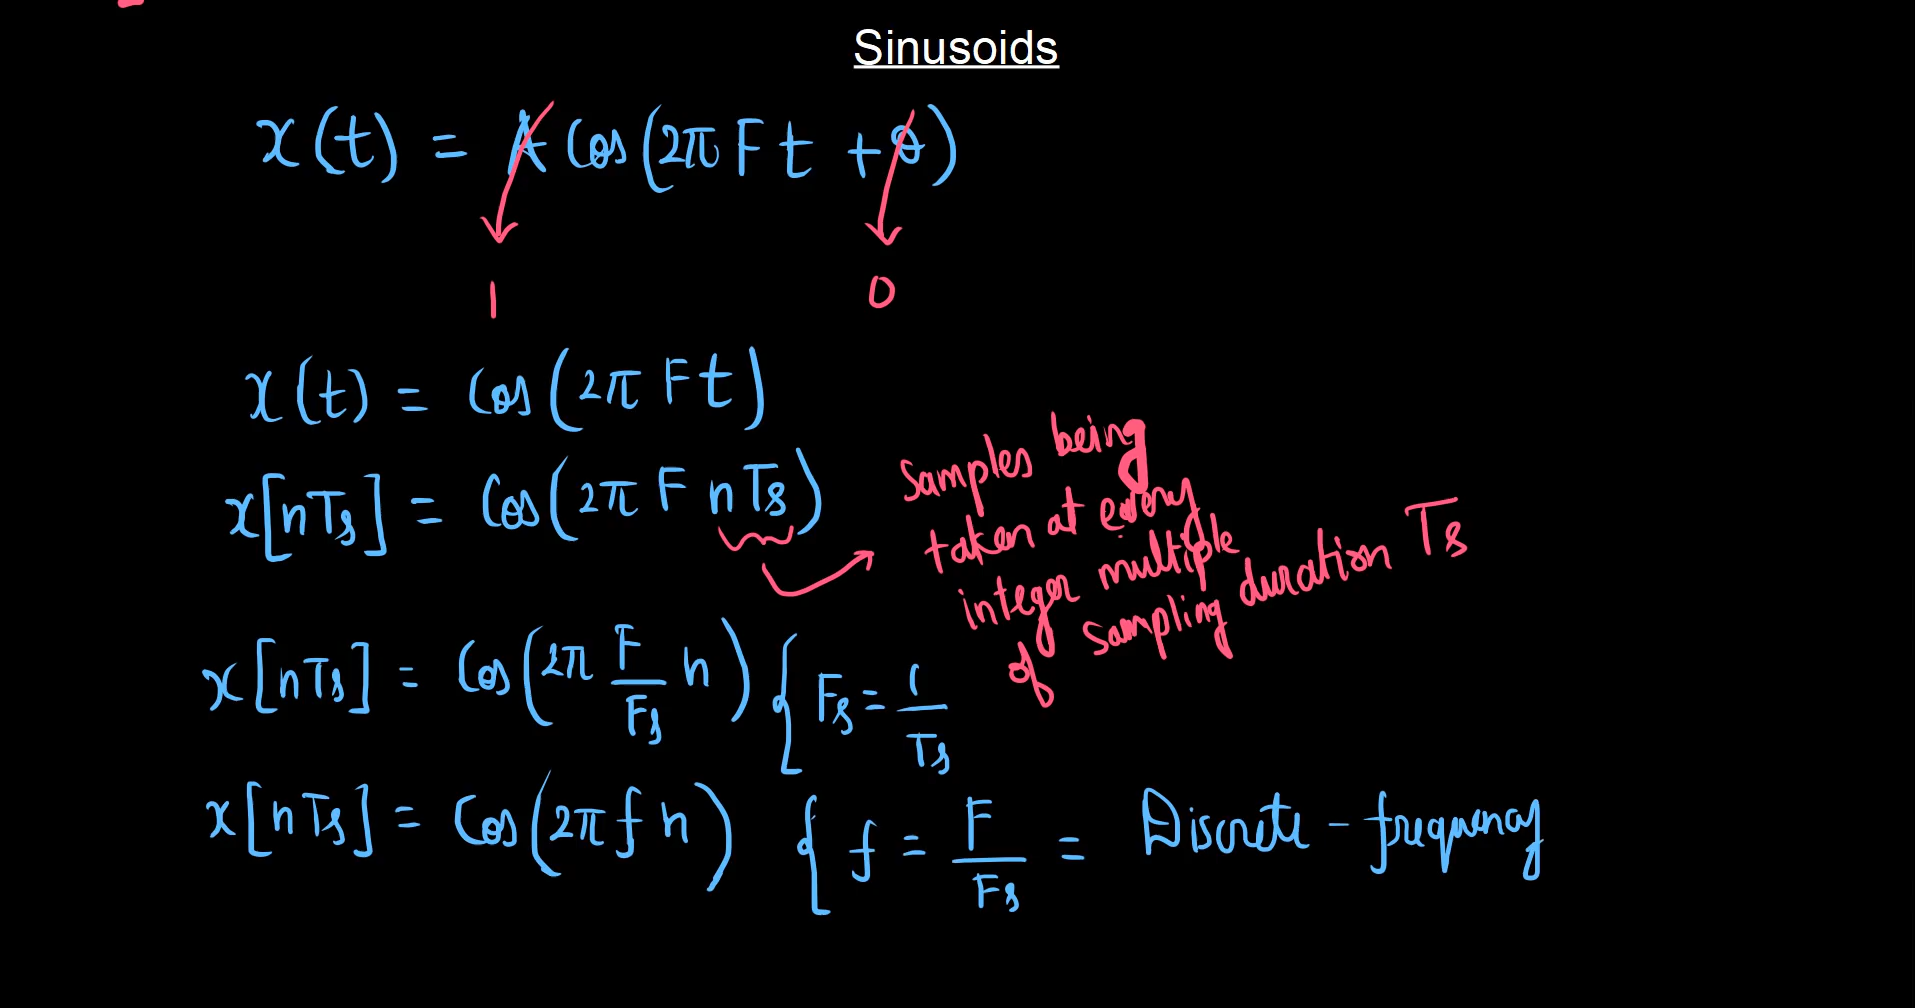 Sinusoids
x(t) = A cos(2π F t + θ)
1
0
x(t) = cos(2π F t)
x[nTs] = cos(2π F nTs)
samples being
taken at every
integer multiple
of sampling duration Ts
x[nTs] = cos(2π F/Fs n) { Fs = 1/Ts
x[nTs] = cos(2π f n) { f = F/Fs = Discrete-frequency